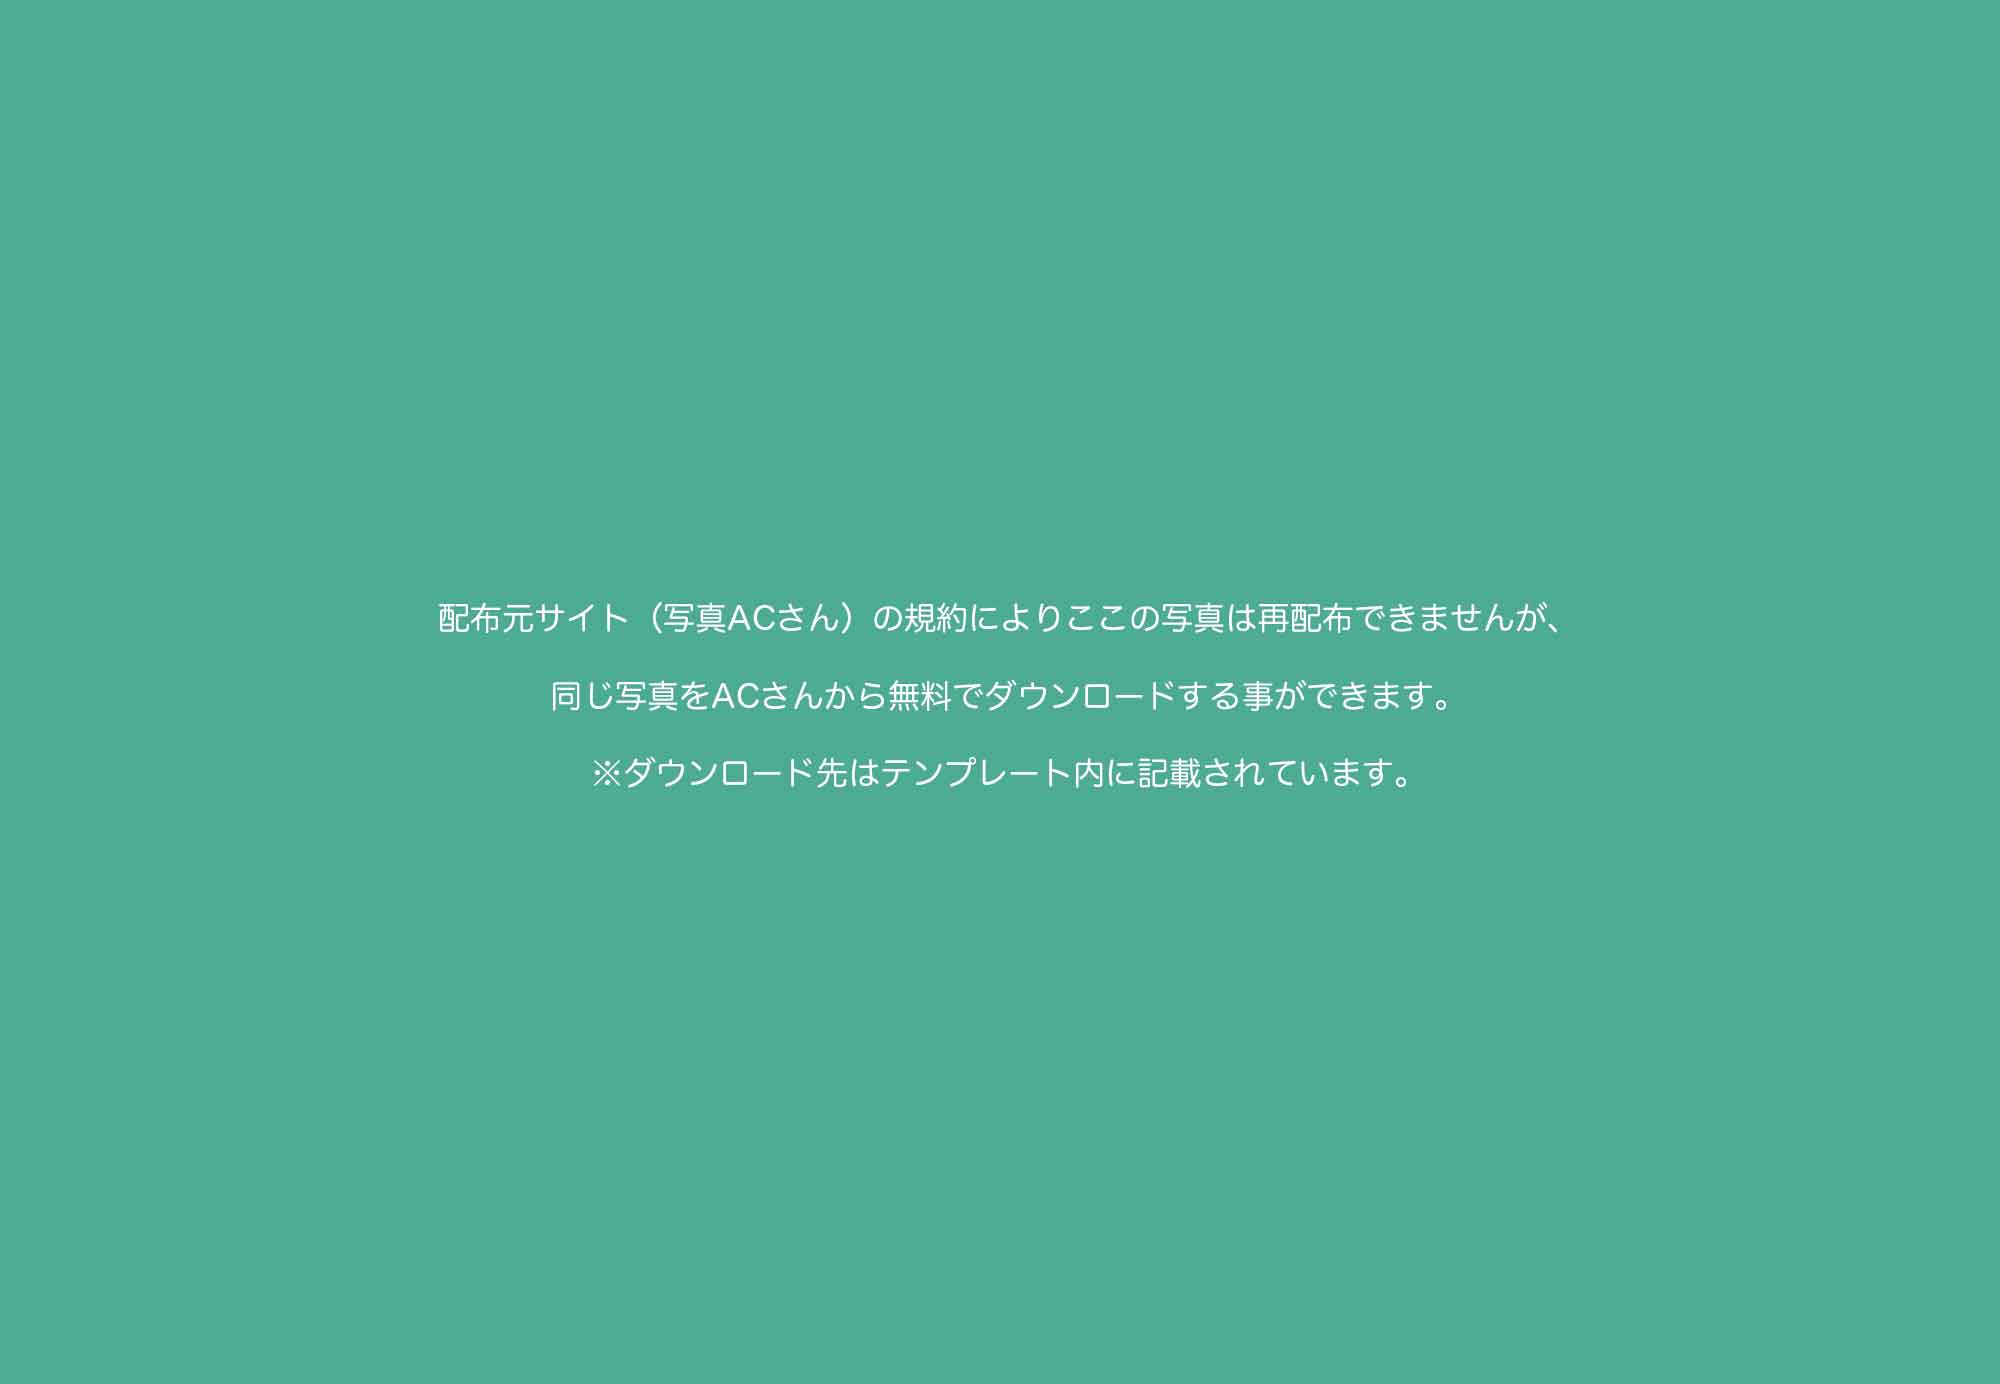 配布元サイト（写真ACさん）の規約によりここの写真は再配布できませんが、
同じ写真をACさんから無料でダウンロードする事ができます。
※ダウンロード先はテンプレート内に記載されています。